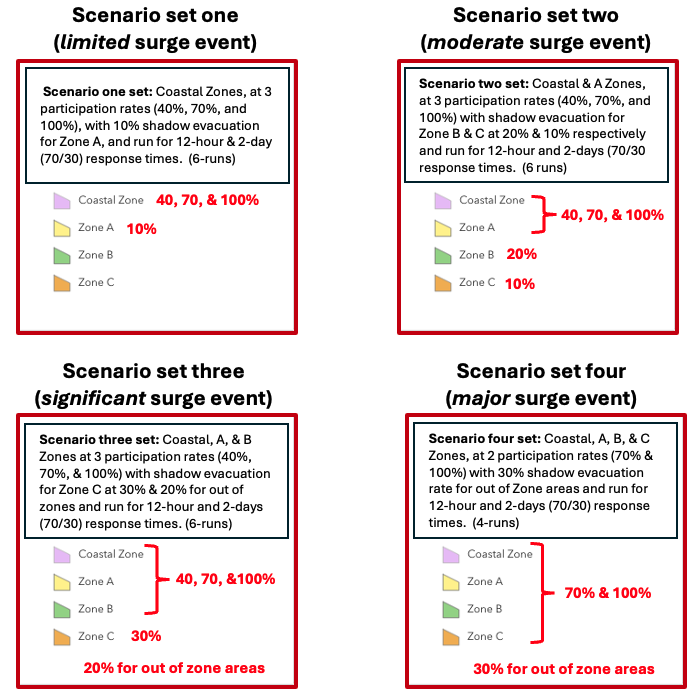 Scenario set one
(limited surge event)
Scenario one set: Coastal Zones, at 3
participation rates (40%, 70%, and
100%), with 10% shadow evacuation
for Zone A, and run for 12-hour & 2-day
(70/30) response times.  (6-runs)
Coastal Zone 40, 70, & 100%
Zone A 10%
Zone B
Zone C
Scenario set two
(moderate surge event)
Scenario two set: Coastal & A Zones,
at 3 participation rates (40%, 70%, and
100%) with shadow evacuation for
Zone B & C at 20% & 10% respectively
and run for 12-hour and 2-days (70/30
response times.  (6 runs)
Coastal Zone
40, 70, & 100%
Zone A
Zone B 20%
Zone C 10%
Scenario set three
(significant surge event)
Scenario three set: Coastal, A, & B
Zones at 3 participation rates (40%,
70%, & 100%) with shadow evacuation
for Zone C at 30% & 20% for out of
zones and run for 12-hour and 2-days
(70/30) response times. (6-runs)
Coastal Zone
Zone A 40, 70, &100%
Zone B
Zone C 30%
20% for out of zone areas
Scenario set four
(major surge event)
Scenario four set: Coastal, A, B, & C
Zones, at 2 participation rates (70% &
100%) with 30% shadow evacuation
rate for out of Zone areas and run for
12-hour and 2-days (70/30) response
times.  (4-runs)
Coastal Zone
Zone A
70% & 100%
Zone B
Zone C
30% for out of zone areas